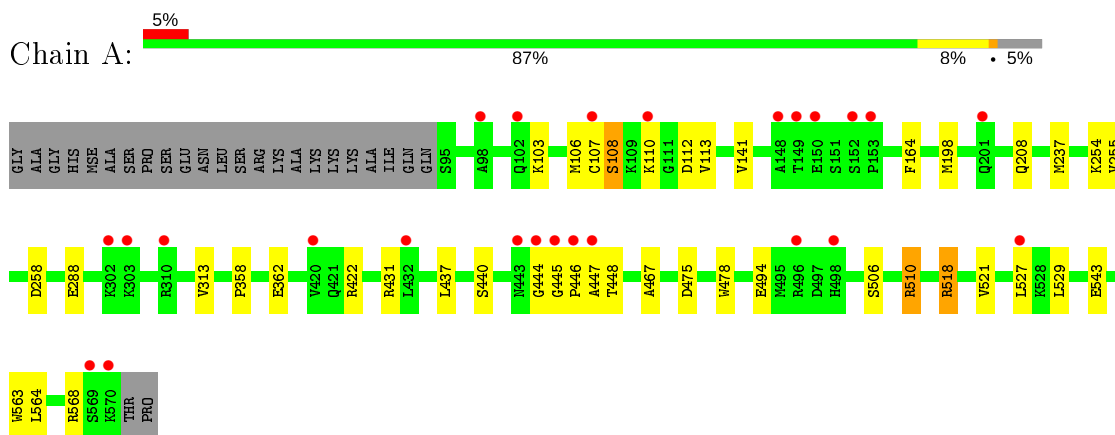 5%
Chain A:
87% 8% • 5%
GLY ALA GLY HIS MSE ALA SER PRO SER GLU ASN LEU SER ARG LYS ALA LYS LYS LYS ALA ILE GLN GLN S95 A98 Q102 K103 M106 C107 S108 K109 K110 G111 D112 V113 V141 A148 T149 E150 S151 S152 P153 F164 M198 Q201 Q208 M237 K254
D258 E288 K302 K303 R310 V313 P358 E362 V420 Q421 R422 R431 L432 L437 S440 N443 G444 G445 P446 A447 T448 A467 D475 W478 E494 M495 R496 D497 H498 S506 R510 R518 V521 L527 K528 L529 E543
W563 L564 R568 S569 K570 THR PRO